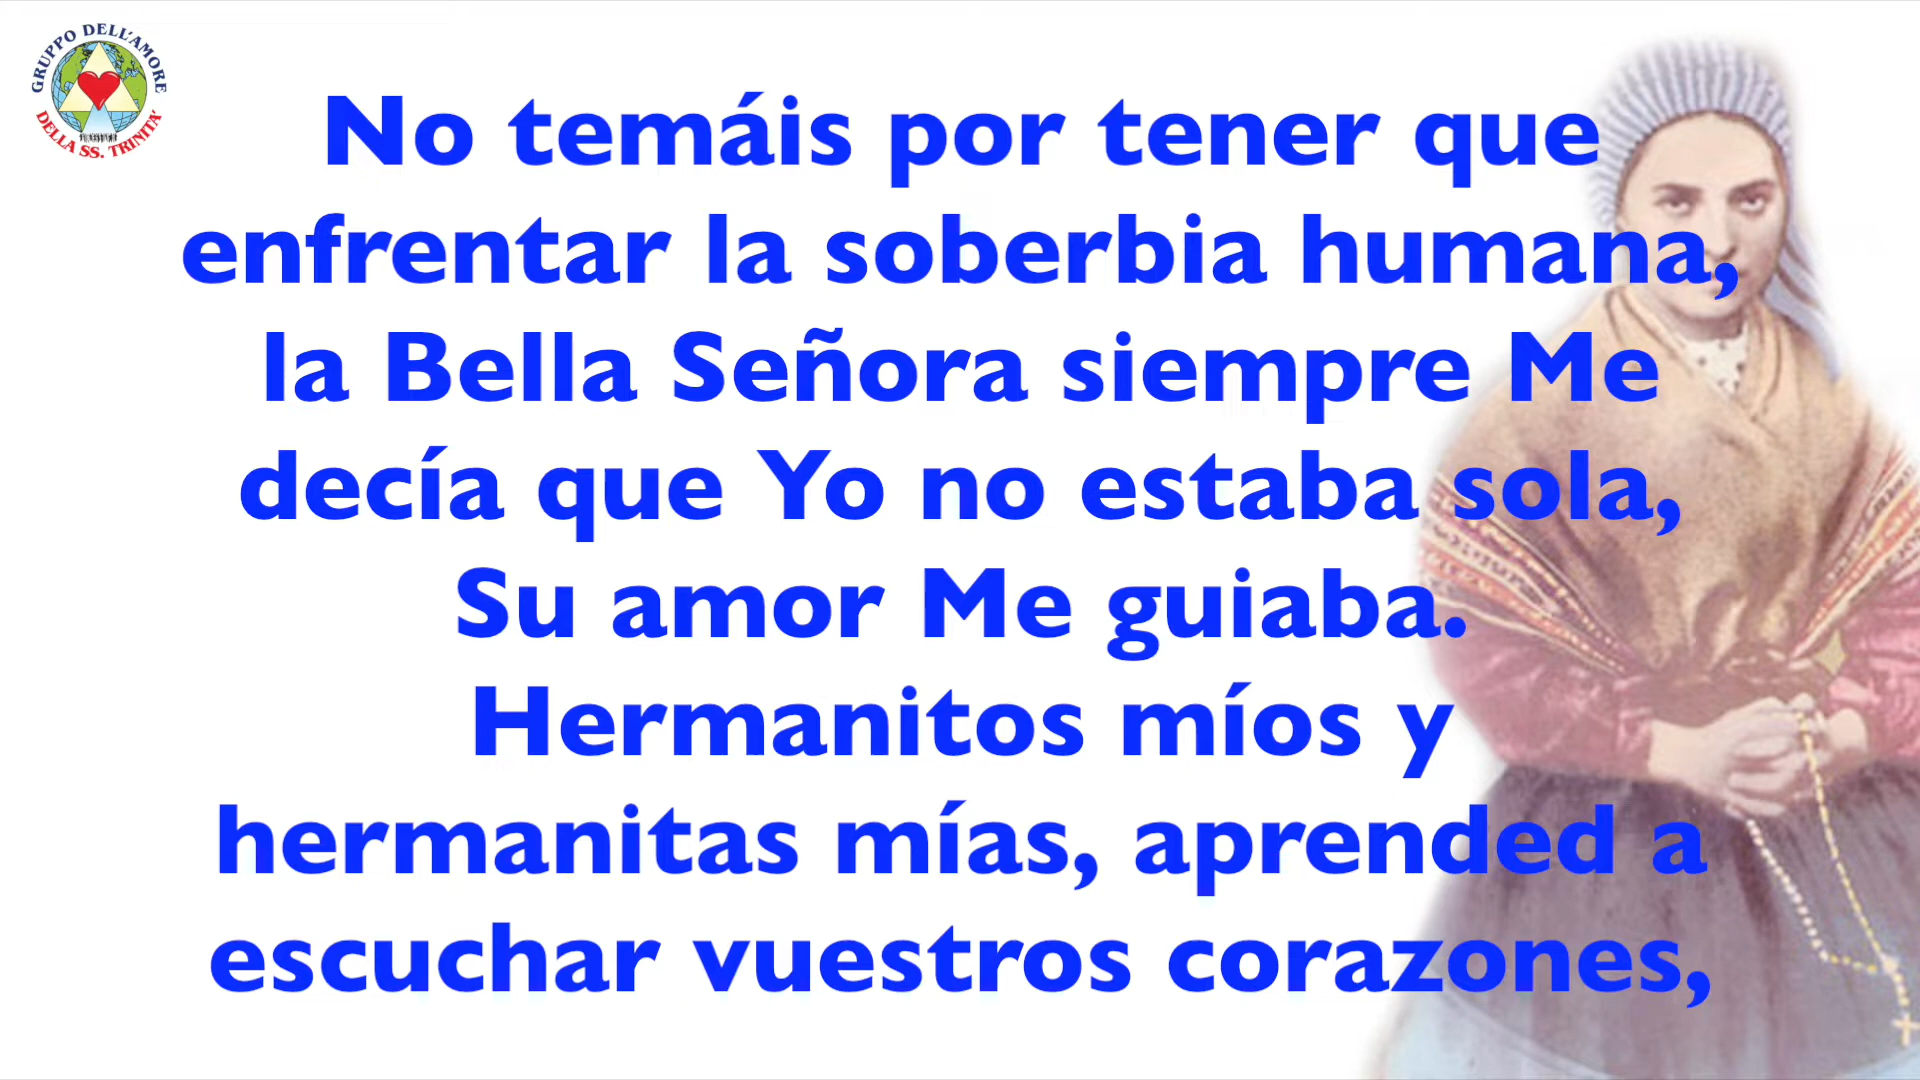 GRUPPO DELL'AMORE
DELLA SS. TRINITA'
No temáis por tener que
enfrentar la soberbia humana,
la Bella Señora siempre Me
decía que Yo no estaba sola,
Su amor Me guiaba.
Hermanitos míos y
hermanitas mías, aprended a
escuchar vuestros corazones,